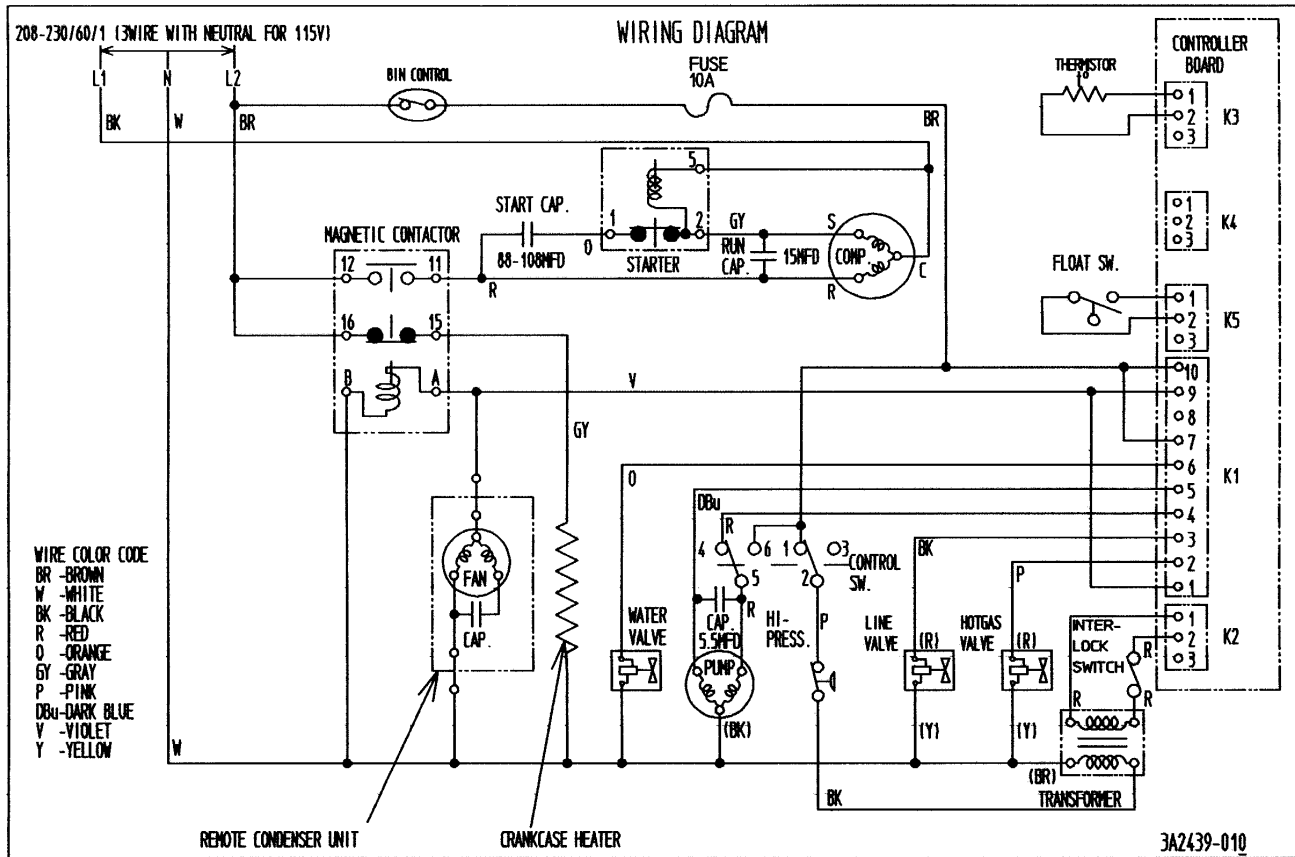 208-230/60/1 (3WIRE WITH NEUTRAL FOR 115V)
WIRING DIAGRAM
L1 N L2
BIN CONTROL
FUSE
10A
BK W BR BR
CONTROLLER
BOARD
THERMISTOR
t°
1
2
3
K3
START CAP.
88-108MFD
O
1
5
2
STARTER
GY
RUN
CAP.
15MFD
S
COMP.
R
C
1
2
3
K4
MAGNETIC CONTACTOR
12 11
R
16 15
B A
V
GY
FLOAT SW.
1
2
3
K5
10
9
8
7
6
5
4
3
2
1
K1
O
DBu
R
4 6 1 3
5 2
CONTROL
SW.
BK
P
R
CAP.
5.5MFD
PUMP
(BK)
HI-
PRESS.
P
WATER
VALVE
LINE
VALVE
(R)
(Y)
HOTGAS
VALVE
(R)
(Y)
INTER-
LOCK
SWITCH
1
2
3
K2
R
R R
(BR)
TRANSFORMER
BK
FAN
CAP.
WIRE COLOR CODE
BR -BROWN
W -WHITE
BK -BLACK
R -RED
O -ORANGE
GY -GRAY
P -PINK
DBu-DARK BLUE
V -VIOLET
Y -YELLOW
W
REMOTE CONDENSER UNIT
CRANKCASE HEATER
3A2439-010